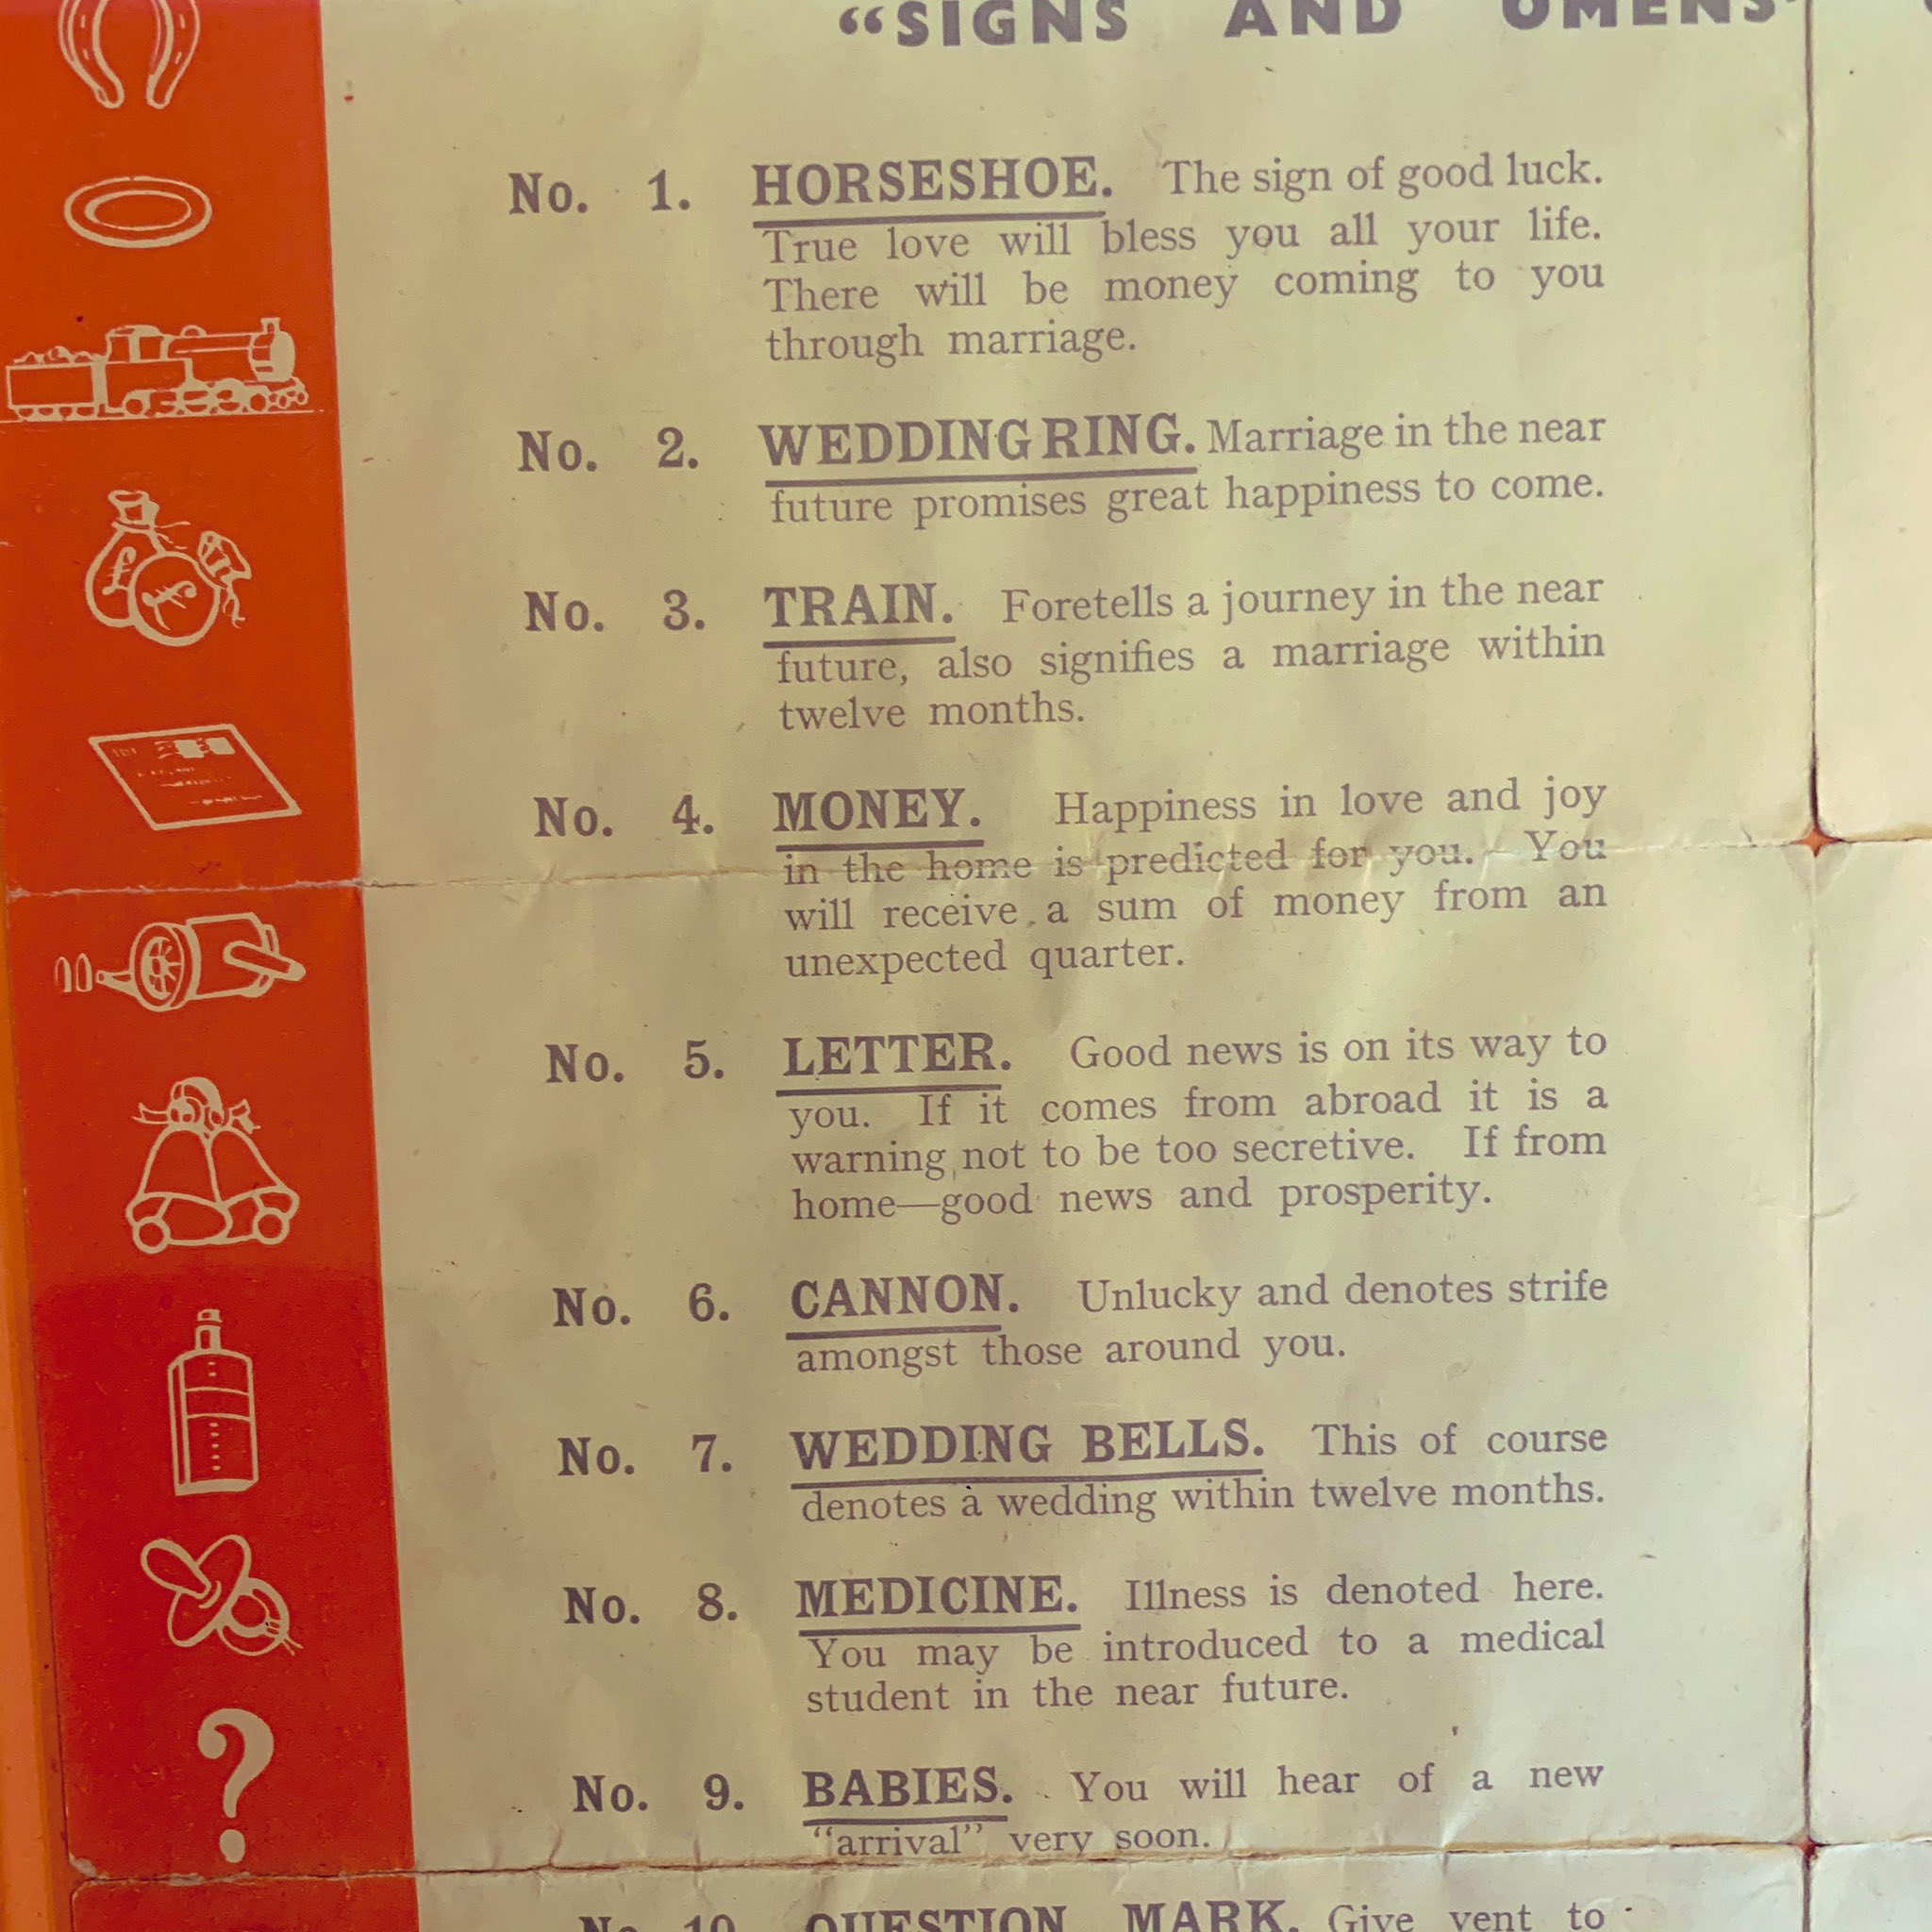 “SIGNS AND OMENS”
No. 1. HORSESHOE. The sign of good luck.
True love will bless you all your life.
There will be money coming to you
through marriage.
No. 2. WEDDING RING. Marriage in the near
future promises great happiness to come.
No. 3. TRAIN. Foretells a journey in the near
future, also signifies a marriage within
twelve months.
No. 4. MONEY. Happiness in love and joy
in the home is predicted for you. You
will receive a sum of money from an
unexpected quarter.
No. 5. LETTER. Good news is on its way to
you. If it comes from abroad it is a
warning not to be too secretive. If from
home—good news and prosperity.
No. 6. CANNON. Unlucky and denotes strife
amongst those around you.
No. 7. WEDDING BELLS. This of course
denotes a wedding within twelve months.
No. 8. MEDICINE. Illness is denoted here.
You may be introduced to a medical
student in the near future.
No. 9. BABIES. You will hear of a new
“arrival” very soon.
No. 10. QUESTION MARK. Give vent to
?